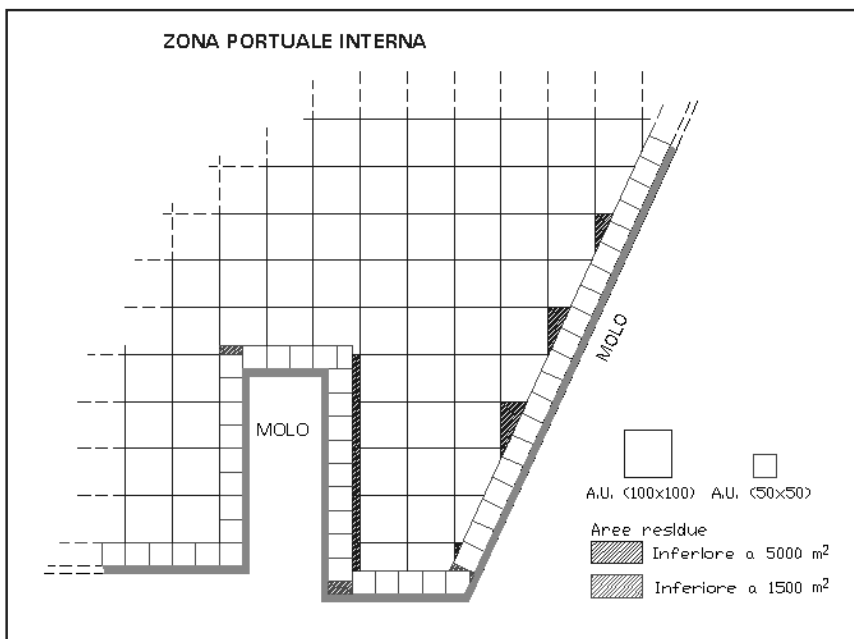 ZONA PORTUALE INTERNA
MOLO
MOLO
A.U. (100x100) A.U. (50x50)
Aree residue
Inferiore a 5000 m²
Inferiore a 1500 m²